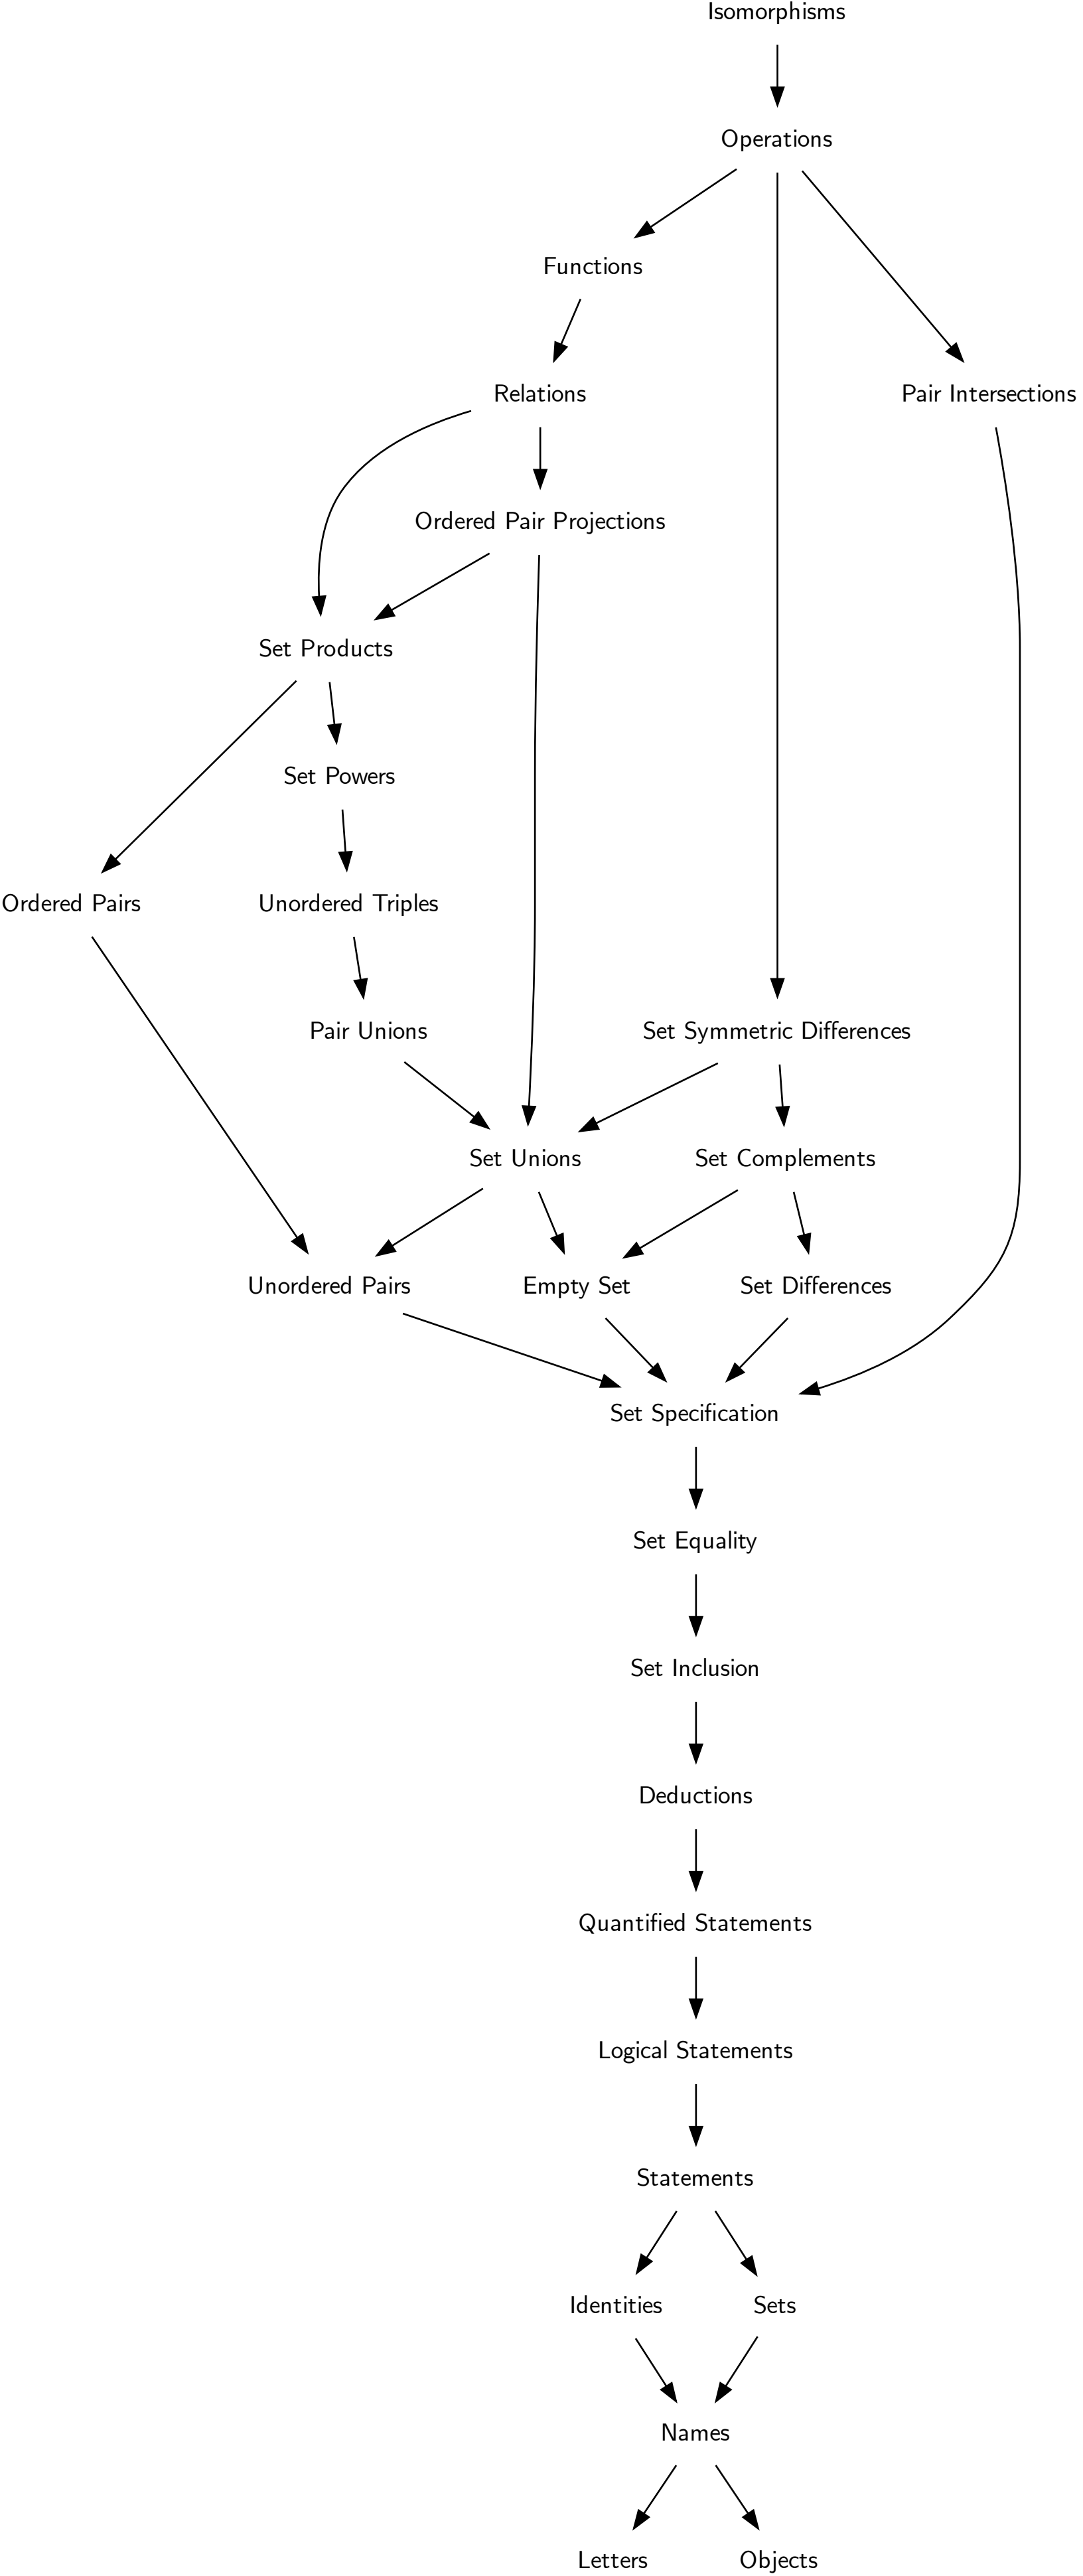 Isomorphisms
Operations
Functions
Relations
Pair Intersections
Ordered Pair Projections
Set Products
Set Powers
Ordered Pairs
Unordered Triples
Pair Unions
Set Symmetric Differences
Set Unions
Set Complements
Unordered Pairs
Empty Set
Set Differences
Set Specification
Set Equality
Set Inclusion
Deductions
Quantified Statements
Logical Statements
Statements
Identities
Sets
Names
Letters
Objects